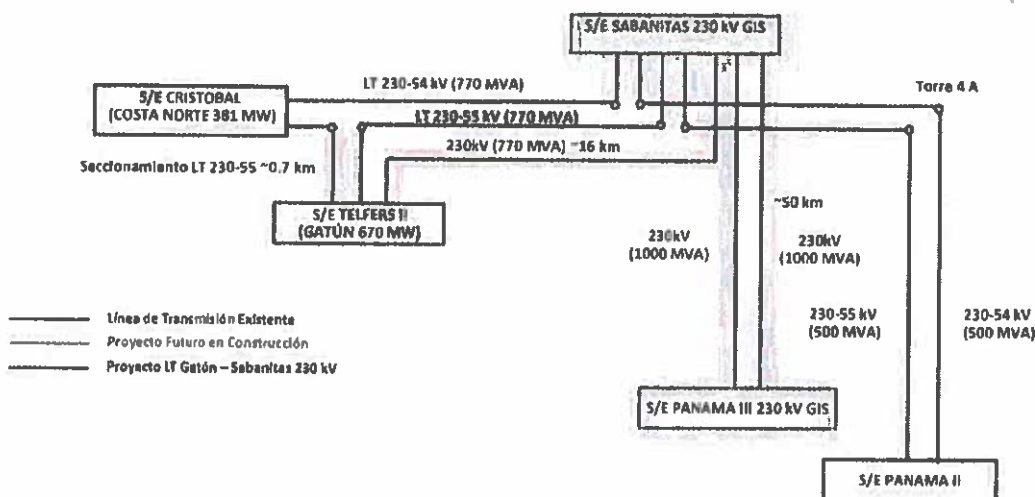 S/E SABANITAS 230 kV GIS
LT 230-54 kV (770 MVA)
Torre 4 A
S/E CRISTOBAL
(COSTA NORTE 381 MW)
LT 230-55 kV (770 MVA)
230kV (770 MVA) ~16 km
Seccionamiento LT 230-55 ~0.7 km
S/E TELFERS II
(GATÚN 670 MW)
~50 km
230kV
(1000 MVA)
230kV
(1000 MVA)
230-55 kV
(500 MVA)
230-54 kV
(500 MVA)
Línea de Transmisión Existente
Proyecto Futuro en Construcción
Proyecto LT Gatún – Sabanitas 230 kV
S/E PANAMA III 230 kV GIS
S/E PANAMA II